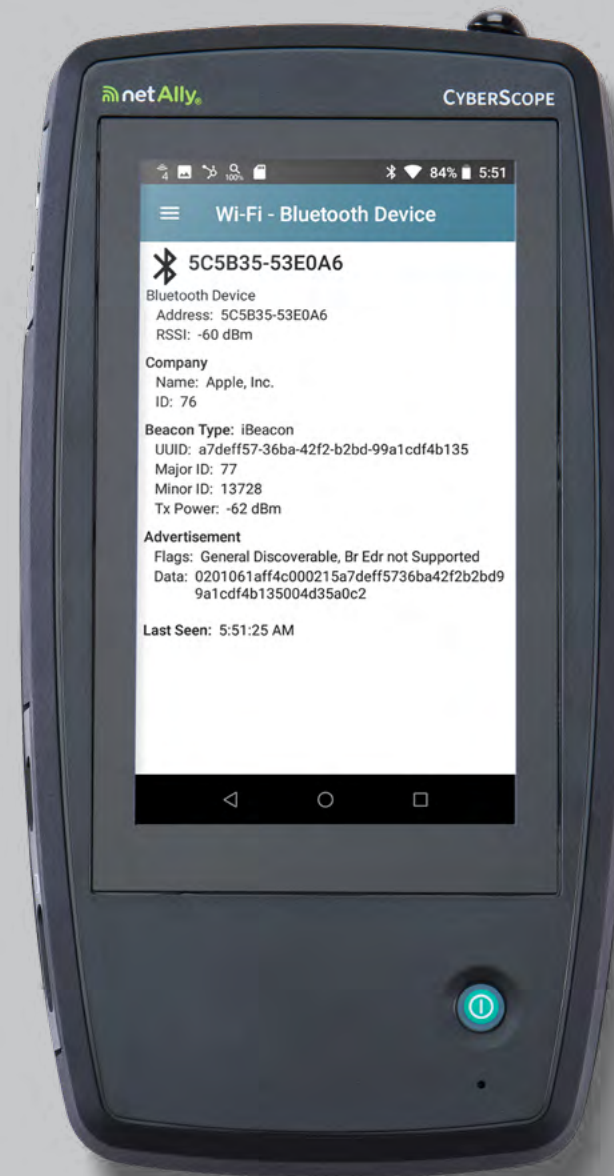 netAlly® CYBERSCOPE
4 100% 84% 5:51
Wi-Fi - Bluetooth Device
5C5B35-53E0A6
Bluetooth Device
Address: 5C5B35-53E0A6
RSSI: -60 dBm
Company
Name: Apple, Inc.
ID: 76
Beacon Type: iBeacon
UUID: a7deff57-36ba-42f2-b2bd-99a1cdf4b135
Major ID: 77
Minor ID: 13728
Tx Power: -62 dBm
Advertisement
Flags: General Discoverable, Br Edr not Supported
Data: 0201061aff4c000215a7deff5736ba42f2b2bd9
9a1cdf4b135004d35a0c2
Last Seen: 5:51:25 AM